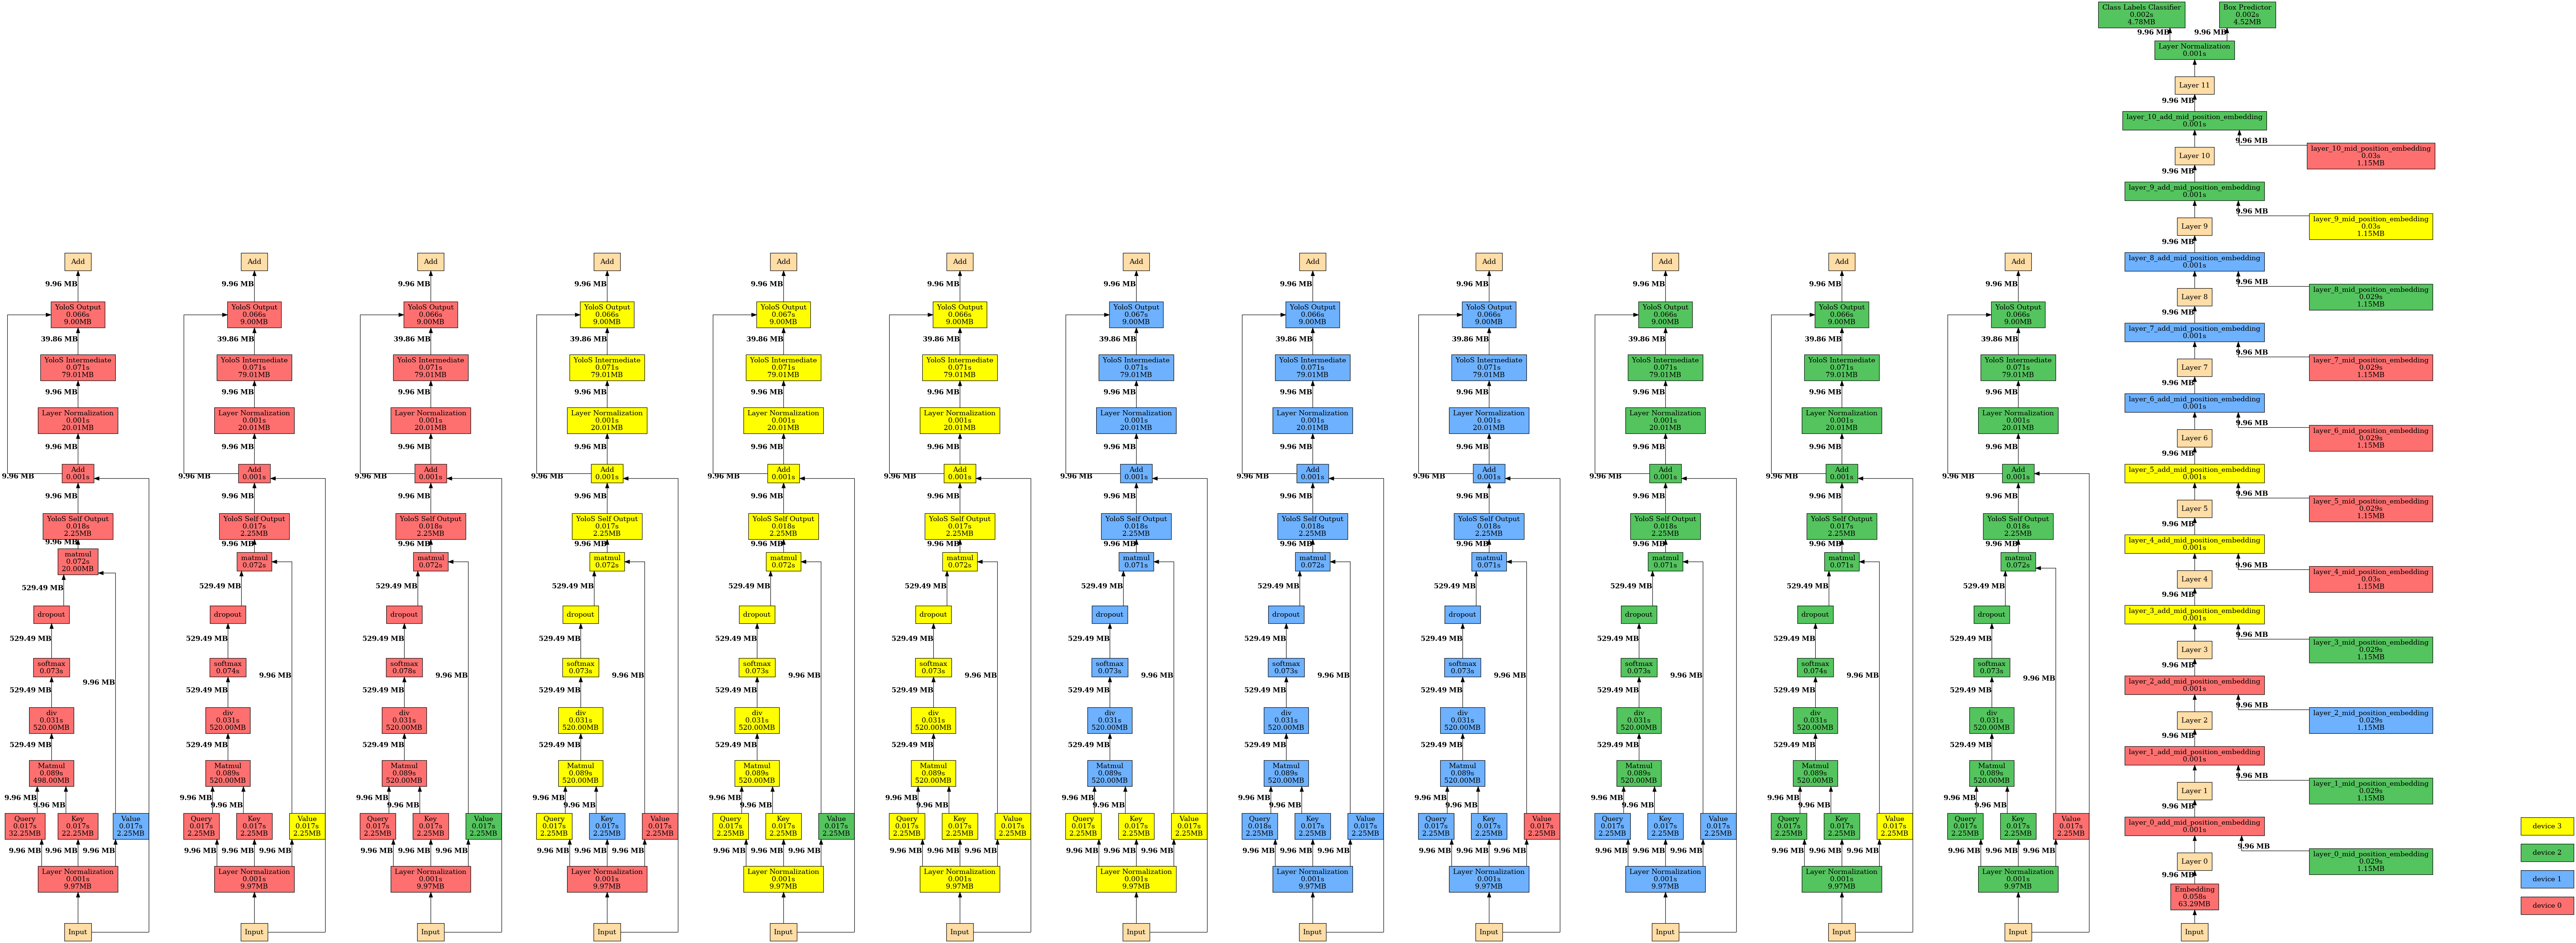 Add
9.96 MB
YoloS Output
0.066s
9.00MB
39.86 MB
YoloS Intermediate
0.071s
79.01MB
9.96 MB
Layer Normalization
0.001s
20.01MB
9.96 MB
Add
0.001s
9.96 MB
9.96 MB
YoloS Self Output
0.018s
2.25MB
9.96 MB
matmul
0.072s
20.00MB
529.49 MB
dropout
529.49 MB
softmax
0.073s
9.96 MB
529.49 MB
div
0.031s
520.00MB
529.49 MB
Matmul
0.089s
498.00MB
9.96 MB
9.96 MB
Query
0.017s
32.25MB
Key
0.017s
22.25MB
Value
0.017s
2.25MB
9.96 MB
9.96 MB
9.96 MB
Layer Normalization
0.001s
9.97MB
Input
Add
9.96 MB
YoloS Output
0.066s
9.00MB
39.86 MB
YoloS Intermediate
0.071s
79.01MB
9.96 MB
Layer Normalization
0.001s
20.01MB
9.96 MB
Add
0.001s
9.96 MB
9.96 MB
YoloS Self Output
0.017s
2.25MB
9.96 MB
matmul
0.072s
529.49 MB
dropout
529.49 MB
softmax
0.074s
9.96 MB
529.49 MB
div
0.031s
520.00MB
529.49 MB
Matmul
0.089s
520.00MB
9.96 MB
9.96 MB
Query
0.017s
2.25MB
Key
0.017s
2.25MB
Value
0.017s
2.25MB
9.96 MB
9.96 MB
9.96 MB
Layer Normalization
0.001s
9.97MB
Input
Add
9.96 MB
YoloS Output
0.066s
9.00MB
39.86 MB
YoloS Intermediate
0.071s
79.01MB
9.96 MB
Layer Normalization
0.001s
20.01MB
9.96 MB
Add
0.001s
9.96 MB
9.96 MB
YoloS Self Output
0.018s
2.25MB
9.96 MB
matmul
0.072s
529.49 MB
dropout
529.49 MB
softmax
0.078s
9.96 MB
529.49 MB
div
0.031s
520.00MB
529.49 MB
Matmul
0.089s
520.00MB
9.96 MB
9.96 MB
Query
0.017s
2.25MB
Key
0.017s
2.25MB
Value
0.017s
2.25MB
9.96 MB
9.96 MB
9.96 MB
Layer Normalization
0.001s
9.97MB
Input
Add
9.96 MB
YoloS Output
0.066s
9.00MB
39.86 MB
YoloS Intermediate
0.071s
79.01MB
9.96 MB
Layer Normalization
0.001s
20.01MB
9.96 MB
Add
0.001s
9.96 MB
9.96 MB
YoloS Self Output
0.017s
2.25MB
9.96 MB
matmul
0.072s
529.49 MB
dropout
529.49 MB
softmax
0.073s
9.96 MB
529.49 MB
div
0.031s
520.00MB
529.49 MB
Matmul
0.089s
520.00MB
9.96 MB
9.96 MB
Query
0.017s
2.25MB
Key
0.017s
2.25MB
Value
0.017s
2.25MB
9.96 MB
9.96 MB
9.96 MB
Layer Normalization
0.001s
9.97MB
Input
Add
9.96 MB
YoloS Output
0.067s
9.00MB
39.86 MB
YoloS Intermediate
0.071s
79.01MB
9.96 MB
Layer Normalization
0.001s
20.01MB
9.96 MB
Add
0.001s
9.96 MB
9.96 MB
YoloS Self Output
0.018s
2.25MB
9.96 MB
matmul
0.072s
529.49 MB
dropout
529.49 MB
softmax
0.073s
9.96 MB
529.49 MB
div
0.031s
520.00MB
529.49 MB
Matmul
0.089s
520.00MB
9.96 MB
9.96 MB
Query
0.017s
2.25MB
Key
0.017s
2.25MB
Value
0.017s
2.25MB
9.96 MB
9.96 MB
9.96 MB
Layer Normalization
0.001s
9.97MB
Input
Add
9.96 MB
YoloS Output
0.066s
9.00MB
39.86 MB
YoloS Intermediate
0.071s
79.01MB
9.96 MB
Layer Normalization
0.001s
20.01MB
9.96 MB
Add
0.001s
9.96 MB
9.96 MB
YoloS Self Output
0.017s
2.25MB
9.96 MB
matmul
0.072s
529.49 MB
dropout
529.49 MB
softmax
0.073s
9.96 MB
529.49 MB
div
0.031s
520.00MB
529.49 MB
Matmul
0.089s
520.00MB
9.96 MB
9.96 MB
Query
0.017s
2.25MB
Key
0.017s
2.25MB
Value
0.017s
2.25MB
9.96 MB
9.96 MB
9.96 MB
Layer Normalization
0.001s
9.97MB
Input
Add
9.96 MB
YoloS Output
0.067s
9.00MB
39.86 MB
YoloS Intermediate
0.071s
79.01MB
9.96 MB
Layer Normalization
0.001s
20.01MB
9.96 MB
Add
0.001s
9.96 MB
9.96 MB
YoloS Self Output
0.018s
2.25MB
9.96 MB
matmul
0.071s
529.49 MB
dropout
529.49 MB
softmax
0.073s
9.96 MB
529.49 MB
div
0.031s
520.00MB
529.49 MB
Matmul
0.089s
520.00MB
9.96 MB
9.96 MB
Query
0.017s
2.25MB
Key
0.017s
2.25MB
Value
0.017s
2.25MB
9.96 MB
9.96 MB
9.96 MB
Layer Normalization
0.001s
9.97MB
Input
Add
9.96 MB
YoloS Output
0.066s
9.00MB
39.86 MB
YoloS Intermediate
0.071s
79.01MB
9.96 MB
Layer Normalization
0.001s
20.01MB
9.96 MB
Add
0.001s
9.96 MB
9.96 MB
YoloS Self Output
0.018s
2.25MB
9.96 MB
matmul
0.072s
529.49 MB
dropout
529.49 MB
softmax
0.073s
9.96 MB
529.49 MB
div
0.031s
520.00MB
529.49 MB
Matmul
0.089s
520.00MB
9.96 MB
9.96 MB
Query
0.018s
2.25MB
Key
0.017s
2.25MB
Value
0.017s
2.25MB
9.96 MB
9.96 MB
9.96 MB
Layer Normalization
0.001s
9.97MB
Input
Add
9.96 MB
YoloS Output
0.066s
9.00MB
39.86 MB
YoloS Intermediate
0.071s
79.01MB
9.96 MB
Layer Normalization
0.001s
20.01MB
9.96 MB
Add
0.001s
9.96 MB
9.96 MB
YoloS Self Output
0.018s
2.25MB
9.96 MB
matmul
0.071s
529.49 MB
dropout
529.49 MB
softmax
0.073s
9.96 MB
529.49 MB
div
0.031s
520.00MB
529.49 MB
Matmul
0.089s
520.00MB
9.96 MB
9.96 MB
Query
0.017s
2.25MB
Key
0.017s
2.25MB
Value
0.017s
2.25MB
9.96 MB
9.96 MB
9.96 MB
Layer Normalization
0.001s
9.97MB
Input
Add
9.96 MB
YoloS Output
0.066s
9.00MB
39.86 MB
YoloS Intermediate
0.071s
79.01MB
9.96 MB
Layer Normalization
0.001s
20.01MB
9.96 MB
Add
0.001s
9.96 MB
9.96 MB
YoloS Self Output
0.018s
2.25MB
9.96 MB
matmul
0.071s
529.49 MB
dropout
529.49 MB
softmax
0.073s
9.96 MB
529.49 MB
div
0.031s
520.00MB
529.49 MB
Matmul
0.089s
520.00MB
9.96 MB
9.96 MB
Query
0.017s
2.25MB
Key
0.017s
2.25MB
Value
0.017s
2.25MB
9.96 MB
9.96 MB
9.96 MB
Layer Normalization
0.001s
9.97MB
Input
Add
9.96 MB
YoloS Output
0.066s
9.00MB
39.86 MB
YoloS Intermediate
0.071s
79.01MB
9.96 MB
Layer Normalization
0.001s
20.01MB
9.96 MB
Add
0.001s
9.96 MB
9.96 MB
YoloS Self Output
0.017s
2.25MB
9.96 MB
matmul
0.071s
529.49 MB
dropout
529.49 MB
softmax
0.074s
9.96 MB
529.49 MB
div
0.031s
520.00MB
529.49 MB
Matmul
0.089s
520.00MB
9.96 MB
9.96 MB
Query
0.017s
2.25MB
Key
0.017s
2.25MB
Value
0.017s
2.25MB
9.96 MB
9.96 MB
9.96 MB
Layer Normalization
0.001s
9.97MB
Input
Add
9.96 MB
YoloS Output
0.066s
9.00MB
39.86 MB
YoloS Intermediate
0.071s
79.01MB
9.96 MB
Layer Normalization
0.001s
20.01MB
9.96 MB
Add
0.001s
9.96 MB
9.96 MB
YoloS Self Output
0.018s
2.25MB
9.96 MB
matmul
0.072s
529.49 MB
dropout
529.49 MB
softmax
0.073s
9.96 MB
529.49 MB
div
0.031s
520.00MB
529.49 MB
Matmul
0.089s
520.00MB
9.96 MB
9.96 MB
Query
0.017s
2.25MB
Key
0.017s
2.25MB
Value
0.017s
2.25MB
9.96 MB
9.96 MB
9.96 MB
Layer Normalization
0.001s
9.97MB
Input
Class Labels Classifier
0.002s
4.78MB
Box Predictor
0.002s
4.52MB
9.96 MB
9.96 MB
Layer Normalization
0.001s
Layer 11
9.96 MB
layer_10_add_mid_position_embedding
0.001s
9.96 MB
layer_10_mid_position_embedding
0.03s
1.15MB
Layer 10
9.96 MB
layer_9_add_mid_position_embedding
0.001s
9.96 MB
layer_9_mid_position_embedding
0.03s
1.15MB
Layer 9
9.96 MB
layer_8_add_mid_position_embedding
0.001s
9.96 MB
layer_8_mid_position_embedding
0.029s
1.15MB
Layer 8
9.96 MB
layer_7_add_mid_position_embedding
0.001s
9.96 MB
layer_7_mid_position_embedding
0.029s
1.15MB
Layer 7
9.96 MB
layer_6_add_mid_position_embedding
0.001s
9.96 MB
layer_6_mid_position_embedding
0.029s
1.15MB
Layer 6
9.96 MB
layer_5_add_mid_position_embedding
0.001s
9.96 MB
layer_5_mid_position_embedding
0.029s
1.15MB
Layer 5
9.96 MB
layer_4_add_mid_position_embedding
0.001s
9.96 MB
layer_4_mid_position_embedding
0.03s
1.15MB
Layer 4
9.96 MB
layer_3_add_mid_position_embedding
0.001s
9.96 MB
layer_3_mid_position_embedding
0.029s
1.15MB
Layer 3
9.96 MB
layer_2_add_mid_position_embedding
0.001s
9.96 MB
layer_2_mid_position_embedding
0.029s
1.15MB
Layer 2
9.96 MB
layer_1_add_mid_position_embedding
0.001s
9.96 MB
layer_1_mid_position_embedding
0.029s
1.15MB
Layer 1
9.96 MB
layer_0_add_mid_position_embedding
0.001s
9.96 MB
layer_0_mid_position_embedding
0.029s
1.15MB
Layer 0
9.96 MB
Embedding
0.058s
63.29MB
Input
device 3
device 2
device 1
device 0